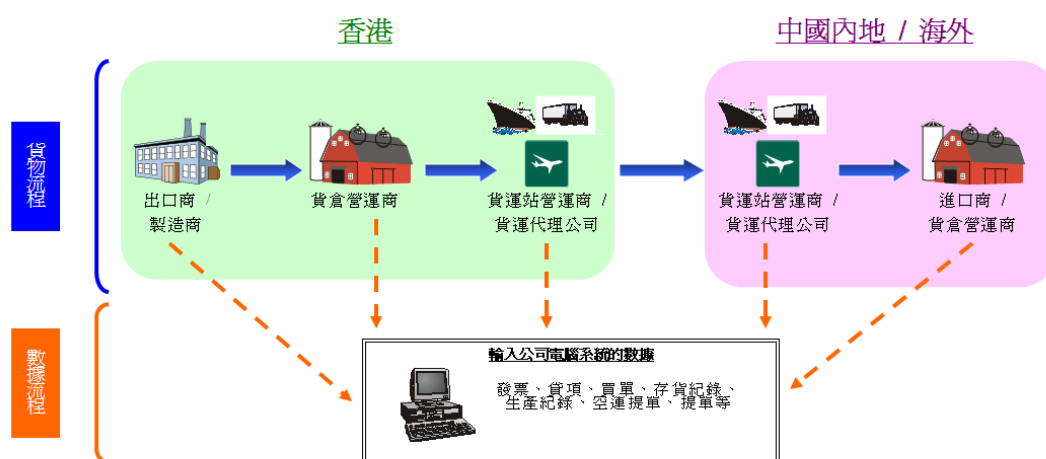 香港
中國內地 / 海外
貨物流程
出口商 /
製造商
貨倉營運商
貨運站營運商 /
貨運代理公司
貨運站營運商 /
貨運代理公司
進口商 /
貨倉營運商
數據流程
輸入公司電腦系統的數據
發票、貸項、買單、存貨紀錄、
生產紀錄、空運提單、提單等